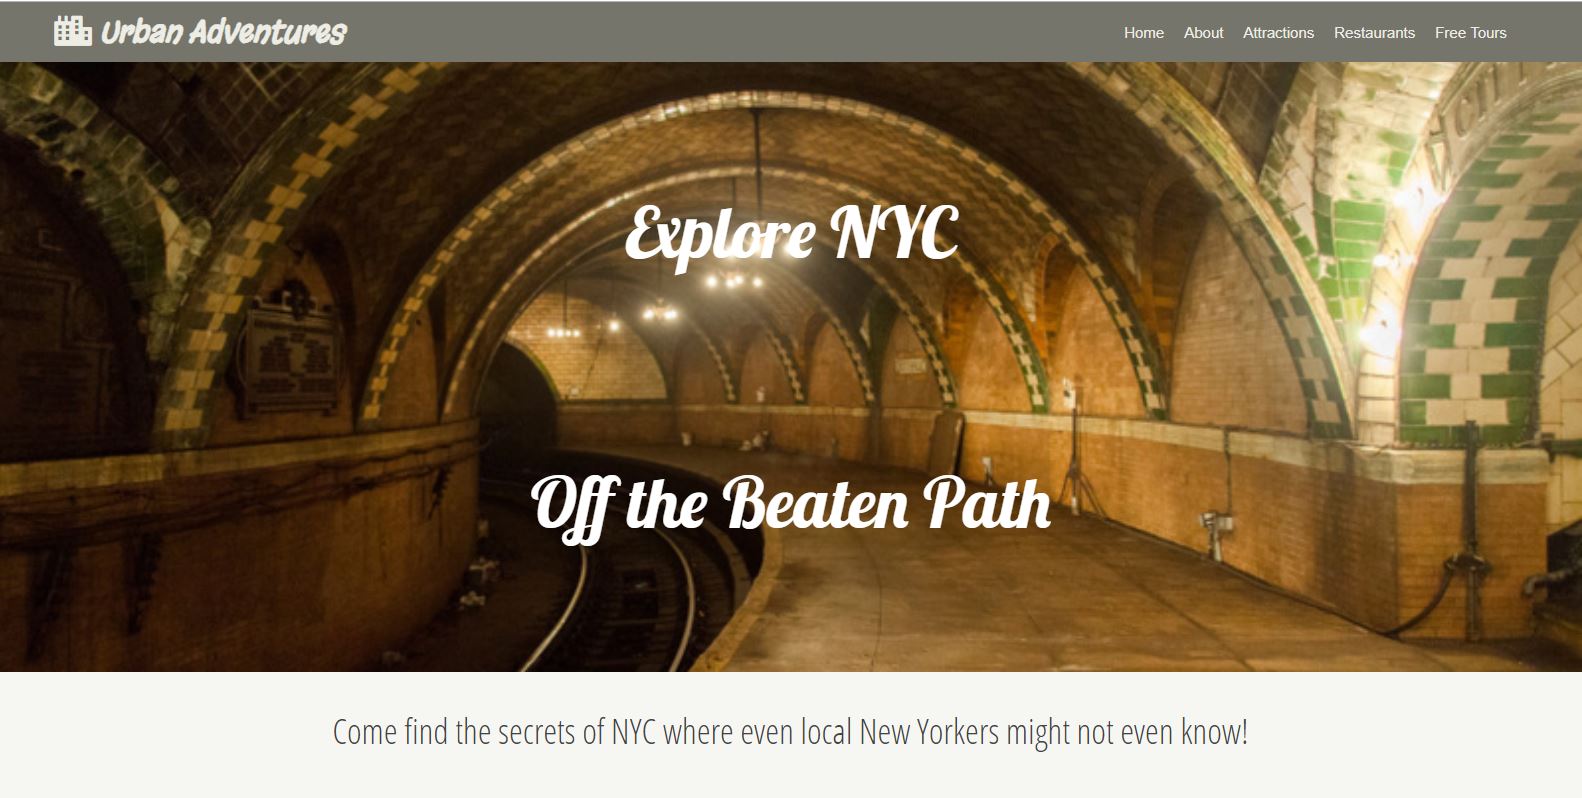 Urban Adventures
Home About Attractions Restaurants Free Tours
Explore NYC
Off the Beaten Path
Come find the secrets of NYC where even local New Yorkers might not even know!